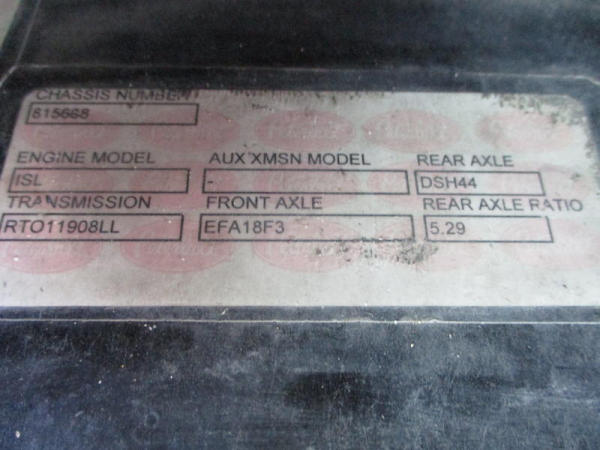 CHASSIS NUMBER
815668
ENGINE MODEL AUX XMSN MODEL REAR AXLE
ISL - DSH44
TRANSMISSION FRONT AXLE REAR AXLE RATIO
RTO11908LL EFA18F3 5.29